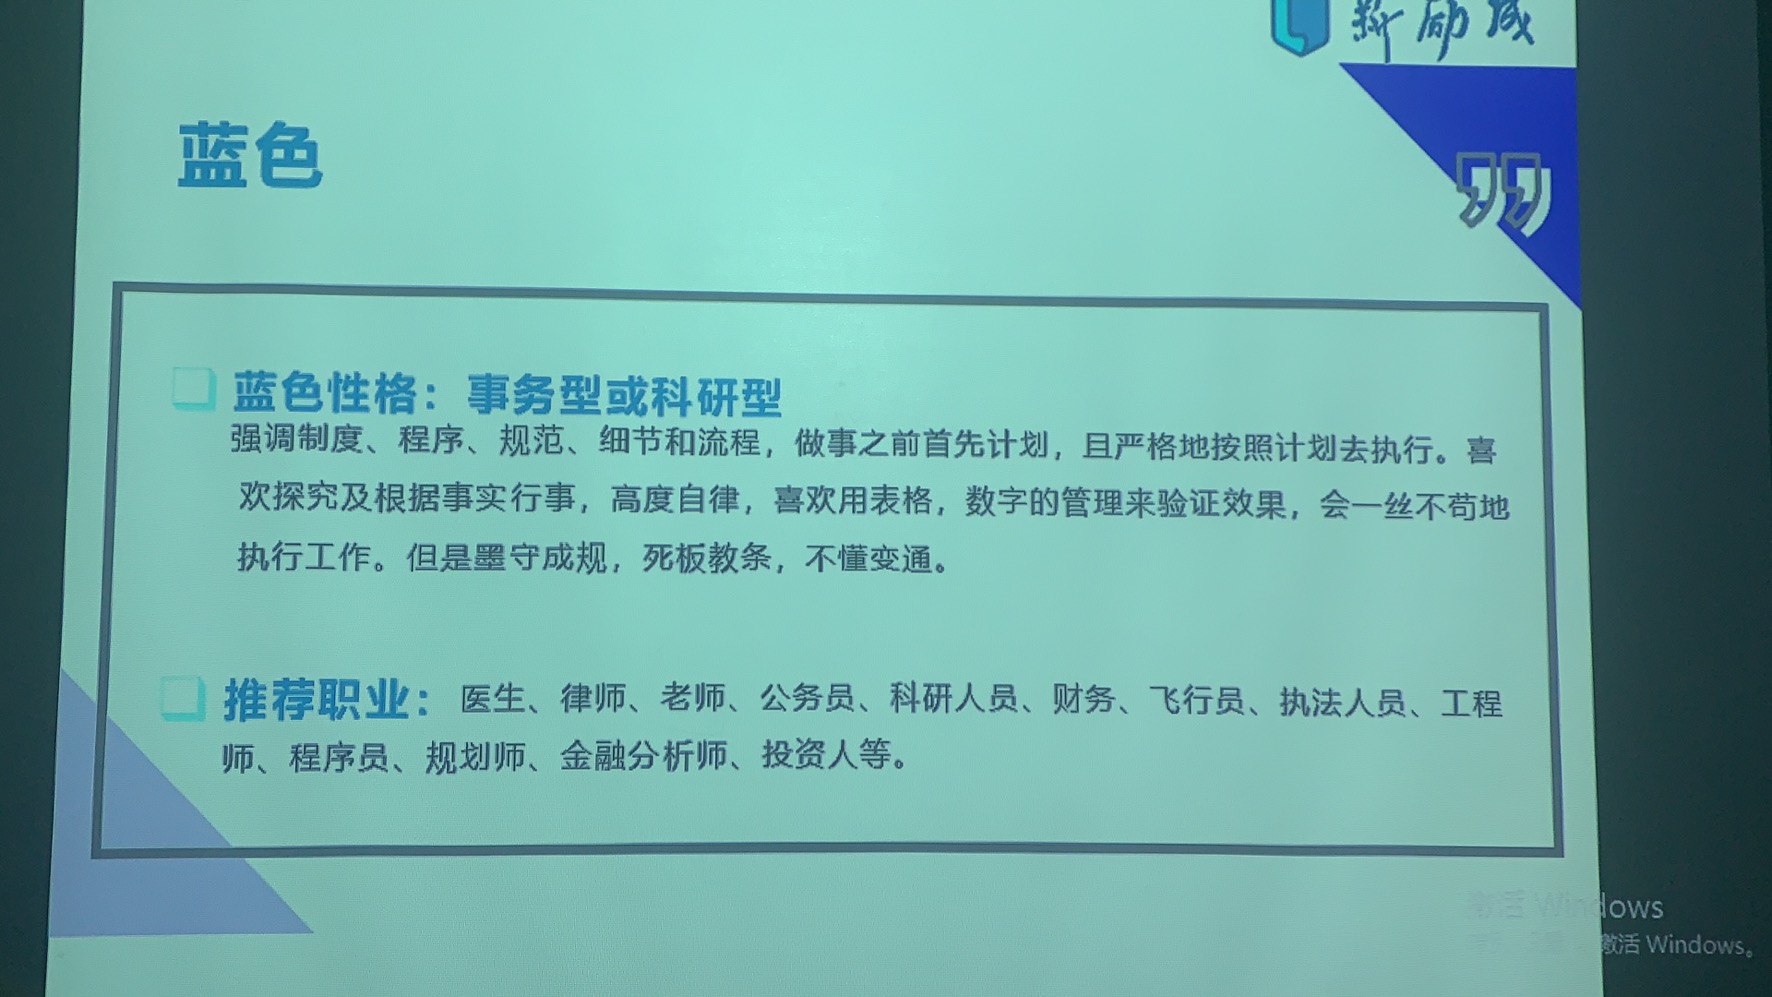 新励成
蓝色
蓝色性格：事务型或科研型
强调制度、程序、规范、细节和流程，做事之前首先计划，且严格地按照计划去执行。喜
欢探究及根据事实行事，高度自律，喜欢用表格，数字的管理来验证效果，会一丝不苟地
执行工作。但是墨守成规，死板教条，不懂变通。
推荐职业：医生、律师、老师、公务员、科研人员、财务、飞行员、执法人员、工程
师、程序员、规划师、金融分析师、投资人等。
激活 Windows
激活 Windows。